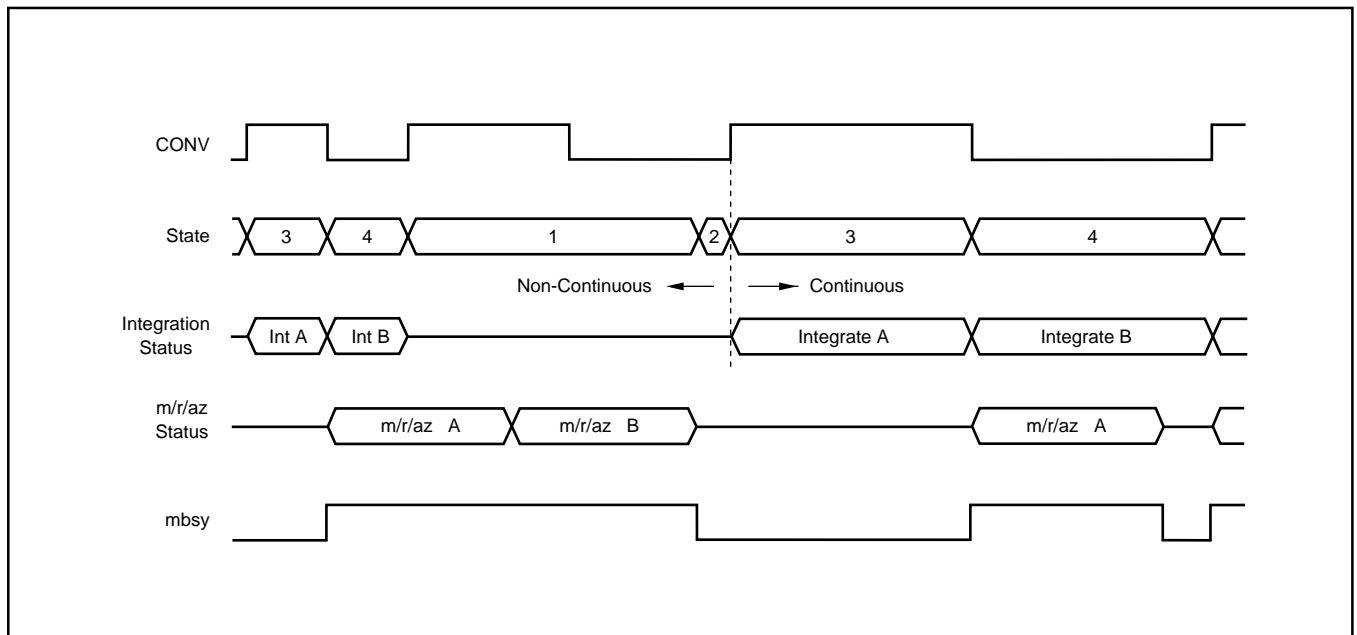 CONV
State
3 4 1 2 3 4
Non-Continuous Continuous
Integration
Status
Int A Int B Integrate A Integrate B
m/r/az
Status
m/r/az A m/r/az B m/r/az A
mbsy